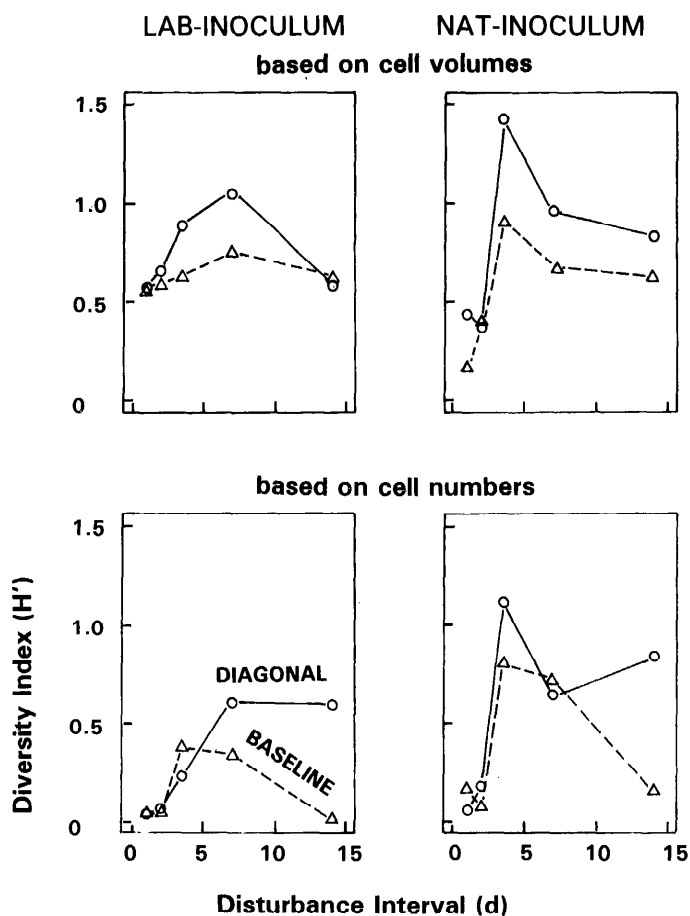 LAB-INOCULUM NAT-INOCULUM
based on cell volumes
1.5
1.0
0.5
0
based on cell numbers
1.5
1.0
0.5
0
DIAGONAL
BASELINE
0 5 10 15 0 5 10 15
Diversity Index (H')
Disturbance Interval (d)